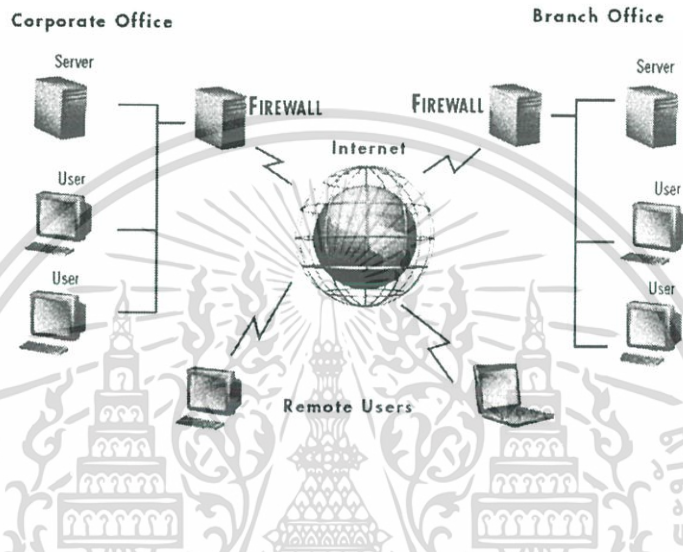 Corporate Office
Branch Office
Server
FIREWALL
FIREWALL
Server
Internet
User
User
User
User
Remote Users